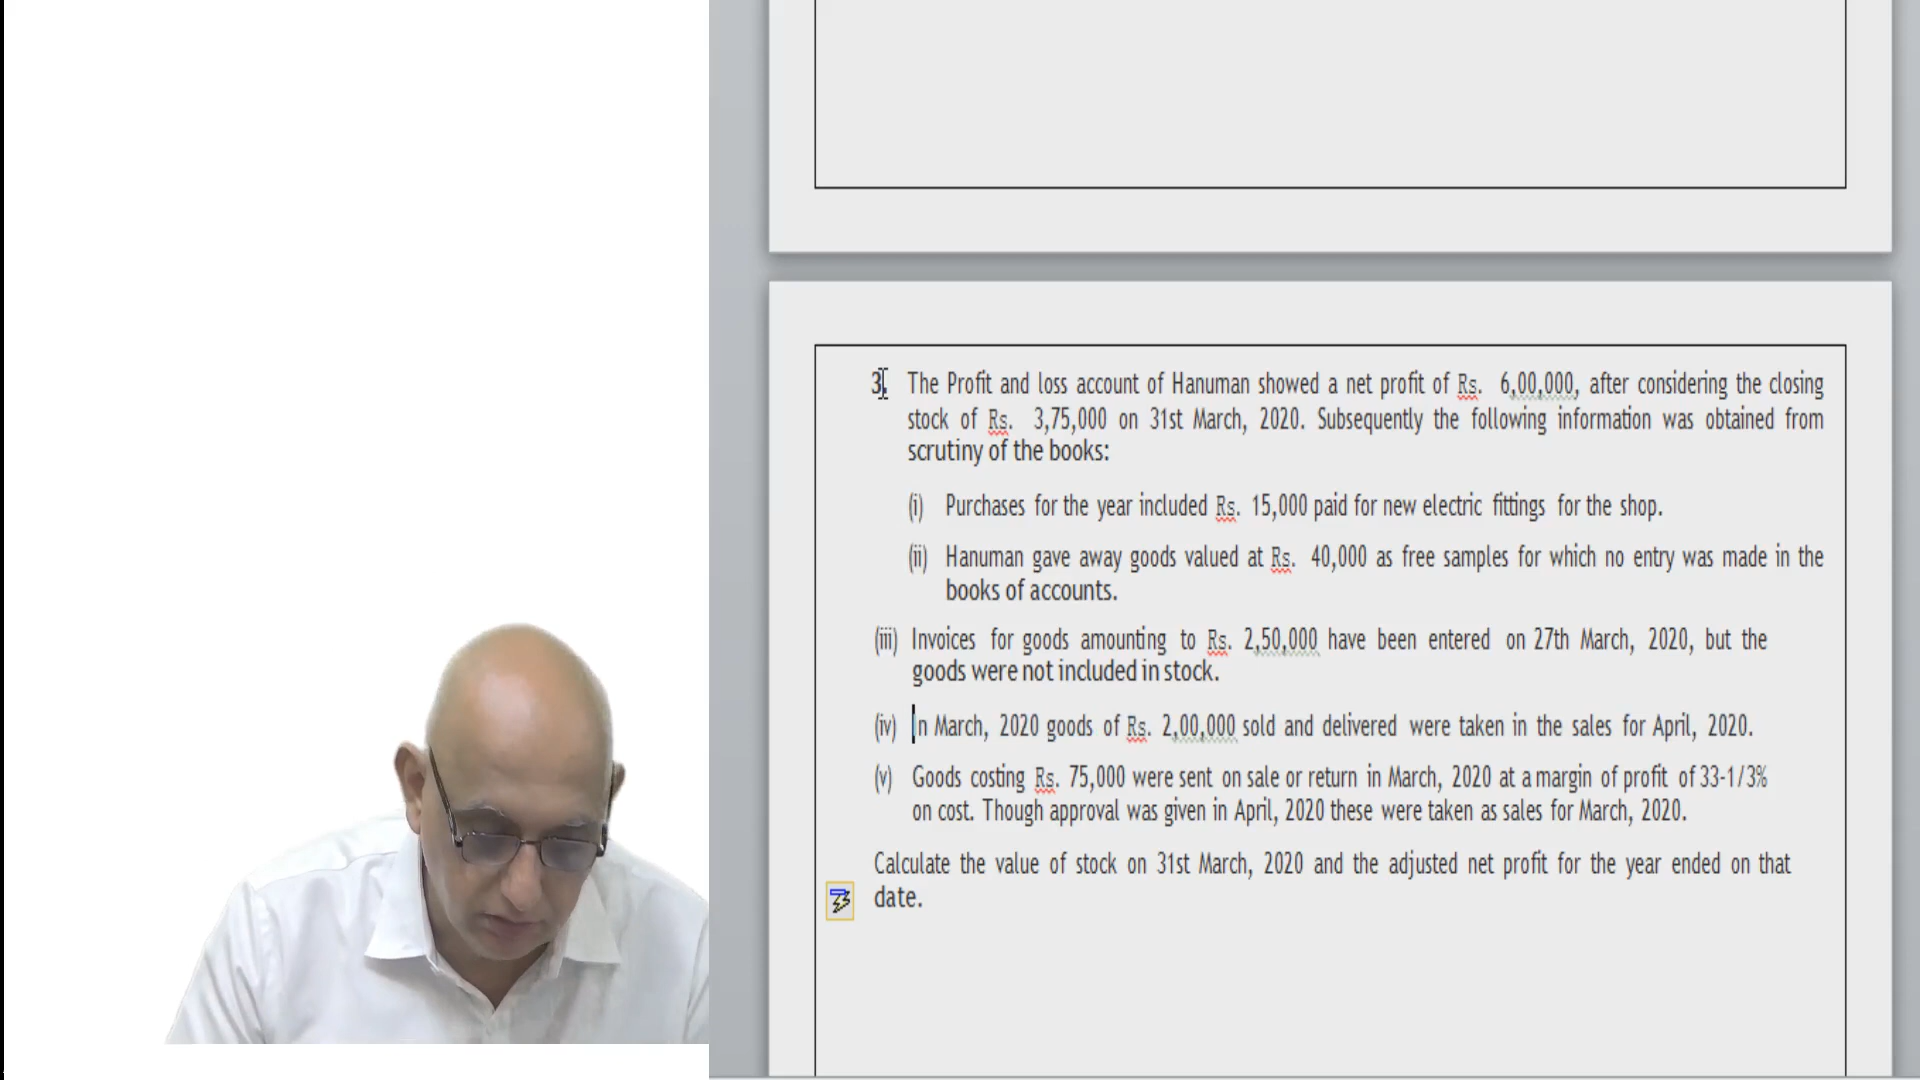 3. The Profit and loss account of Hanuman showed a net profit of Rs. 6,00,000, after considering the closing
stock of Rs. 3,75,000 on 31st March, 2020. Subsequently the following information was obtained from
scrutiny of the books:
(i) Purchases for the year included Rs. 15,000 paid for new electric fittings for the shop.
(ii) Hanuman gave away goods valued at Rs. 40,000 as free samples for which no entry was made in the
books of accounts.
(iii) Invoices for goods amounting to Rs. 2,50,000 have been entered on 27th March, 2020, but the
goods were not included in stock.
(iv) In March, 2020 goods of Rs. 2,00,000 sold and delivered were taken in the sales for April, 2020.
(v) Goods costing Rs. 75,000 were sent on sale or return in March, 2020 at a margin of profit of 33-1/3%
on cost. Though approval was given in April, 2020 these were taken as sales for March, 2020.
Calculate the value of stock on 31st March, 2020 and the adjusted net profit for the year ended on that
date.